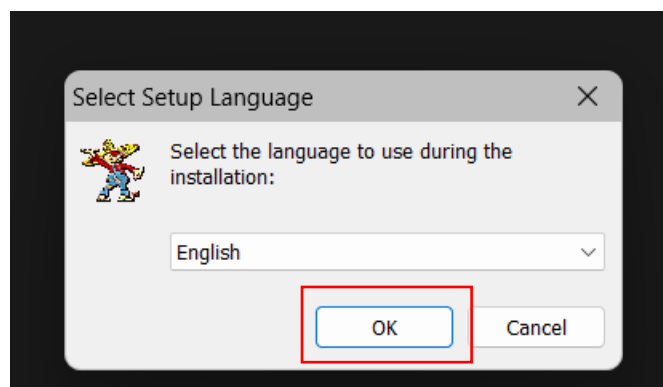 Select Setup Language
Select the language to use during the
installation:
English
OK
Cancel